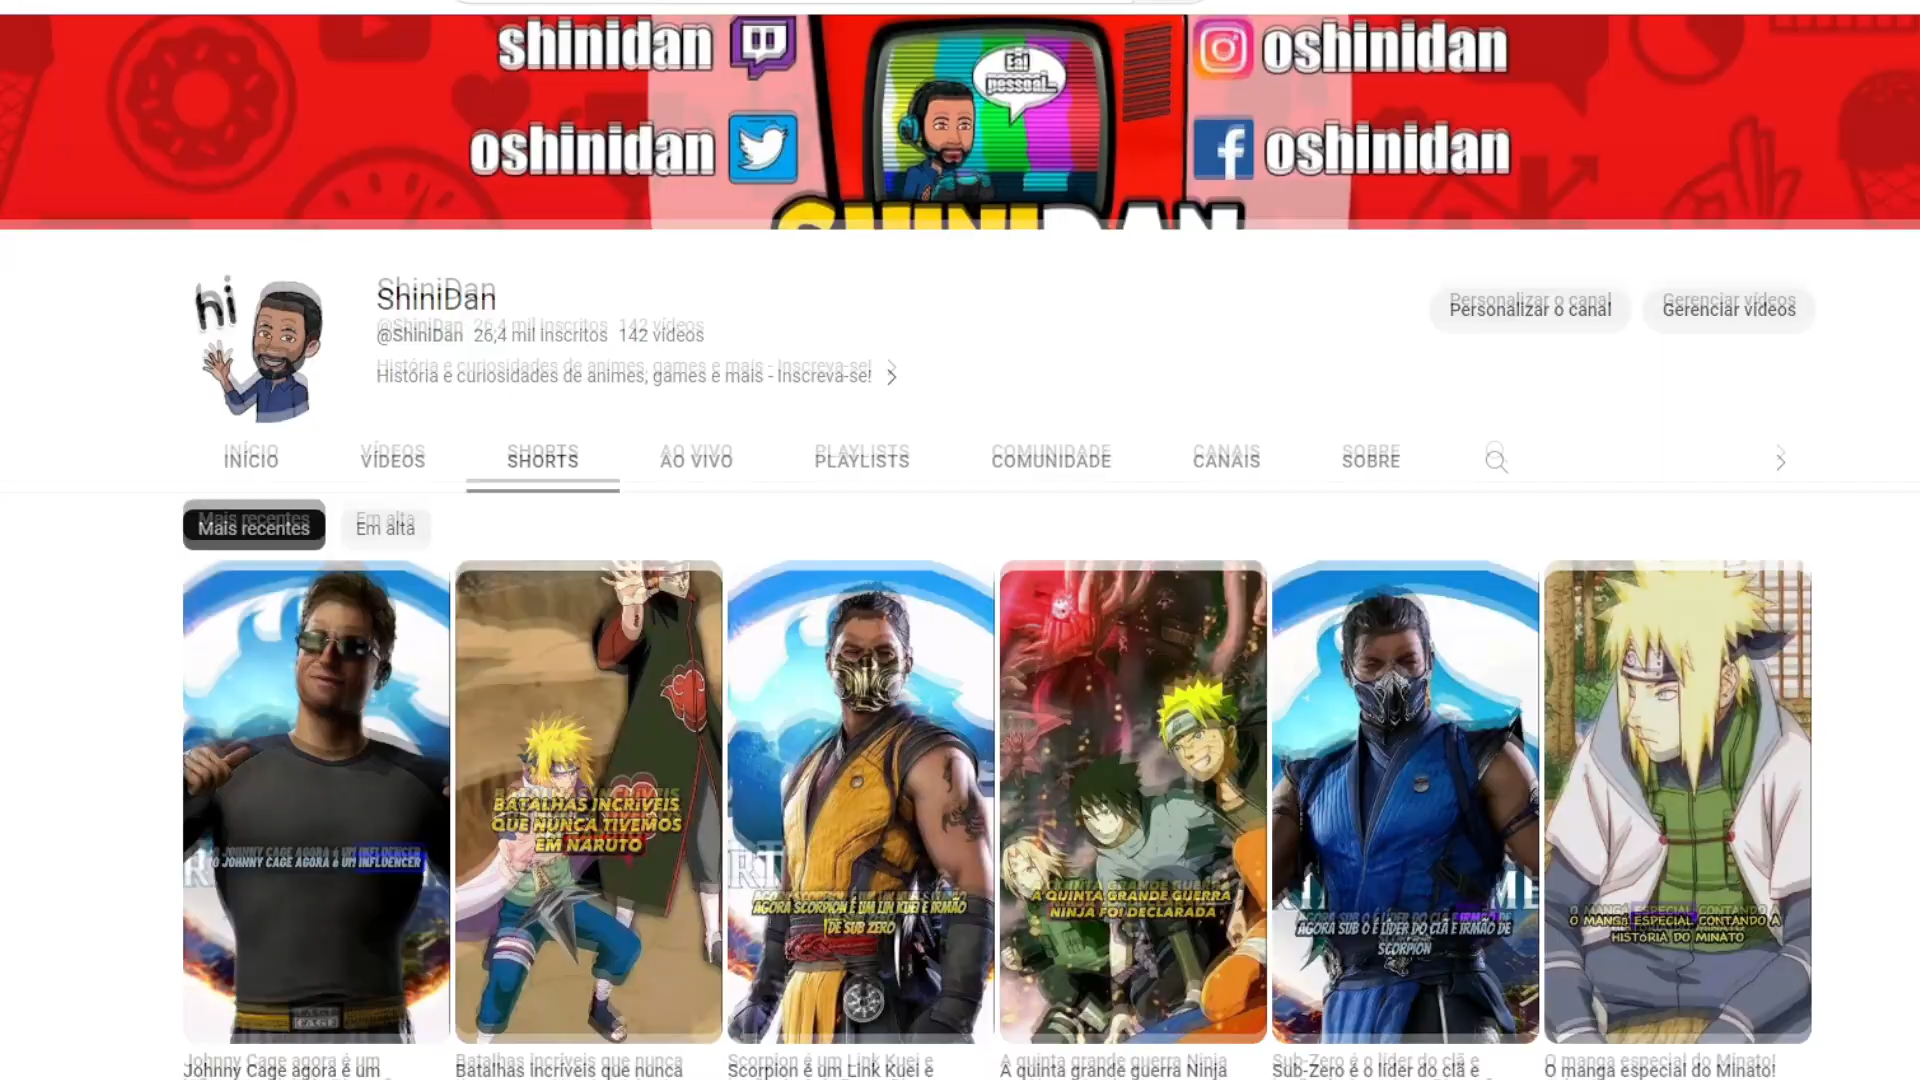 shinidan
oshinidan
oshinidan
oshinidan
Eai
pessoal...
SHINIDAN
hi
ShiniDan
@ShiniDan 26,4 mil inscritos 142 vídeos
História e curiosidades de animes, games e mais - Inscreva-se!
Personalizar o canal
Gerenciar vídeos
INÍCIO
VÍDEOS
SHORTS
AO VIVO
PLAYLISTS
COMUNIDADE
CANAIS
SOBRE
Mais recentes
Em alta
O JOHNNY CAGE AGORA é UM INFLUENCER
BATALHAS INCRÍVEIS
QUE NUNCA TIVEMOS
EM NARUTO
AGORA SCORPION É UM LIN KUEI E IRMÃO
DE SUB ZERO
A QUINTA GRANDE GUERRA
NINJA FOI DECLARADA
AGORA SUB O É LÍDER DO CLÃ E IRMÃO DE
SCORPION
O MANGá ESPECIAL CONTANDO A
HISTóRIA DO MINATO
Johnny Cage agora é um
Batalhas incríveis que nunca
Scorpion é um Link Kuei e
A quinta grande guerra Ninja
Sub-Zero é o líder do clã e
O manga especial do Minato!